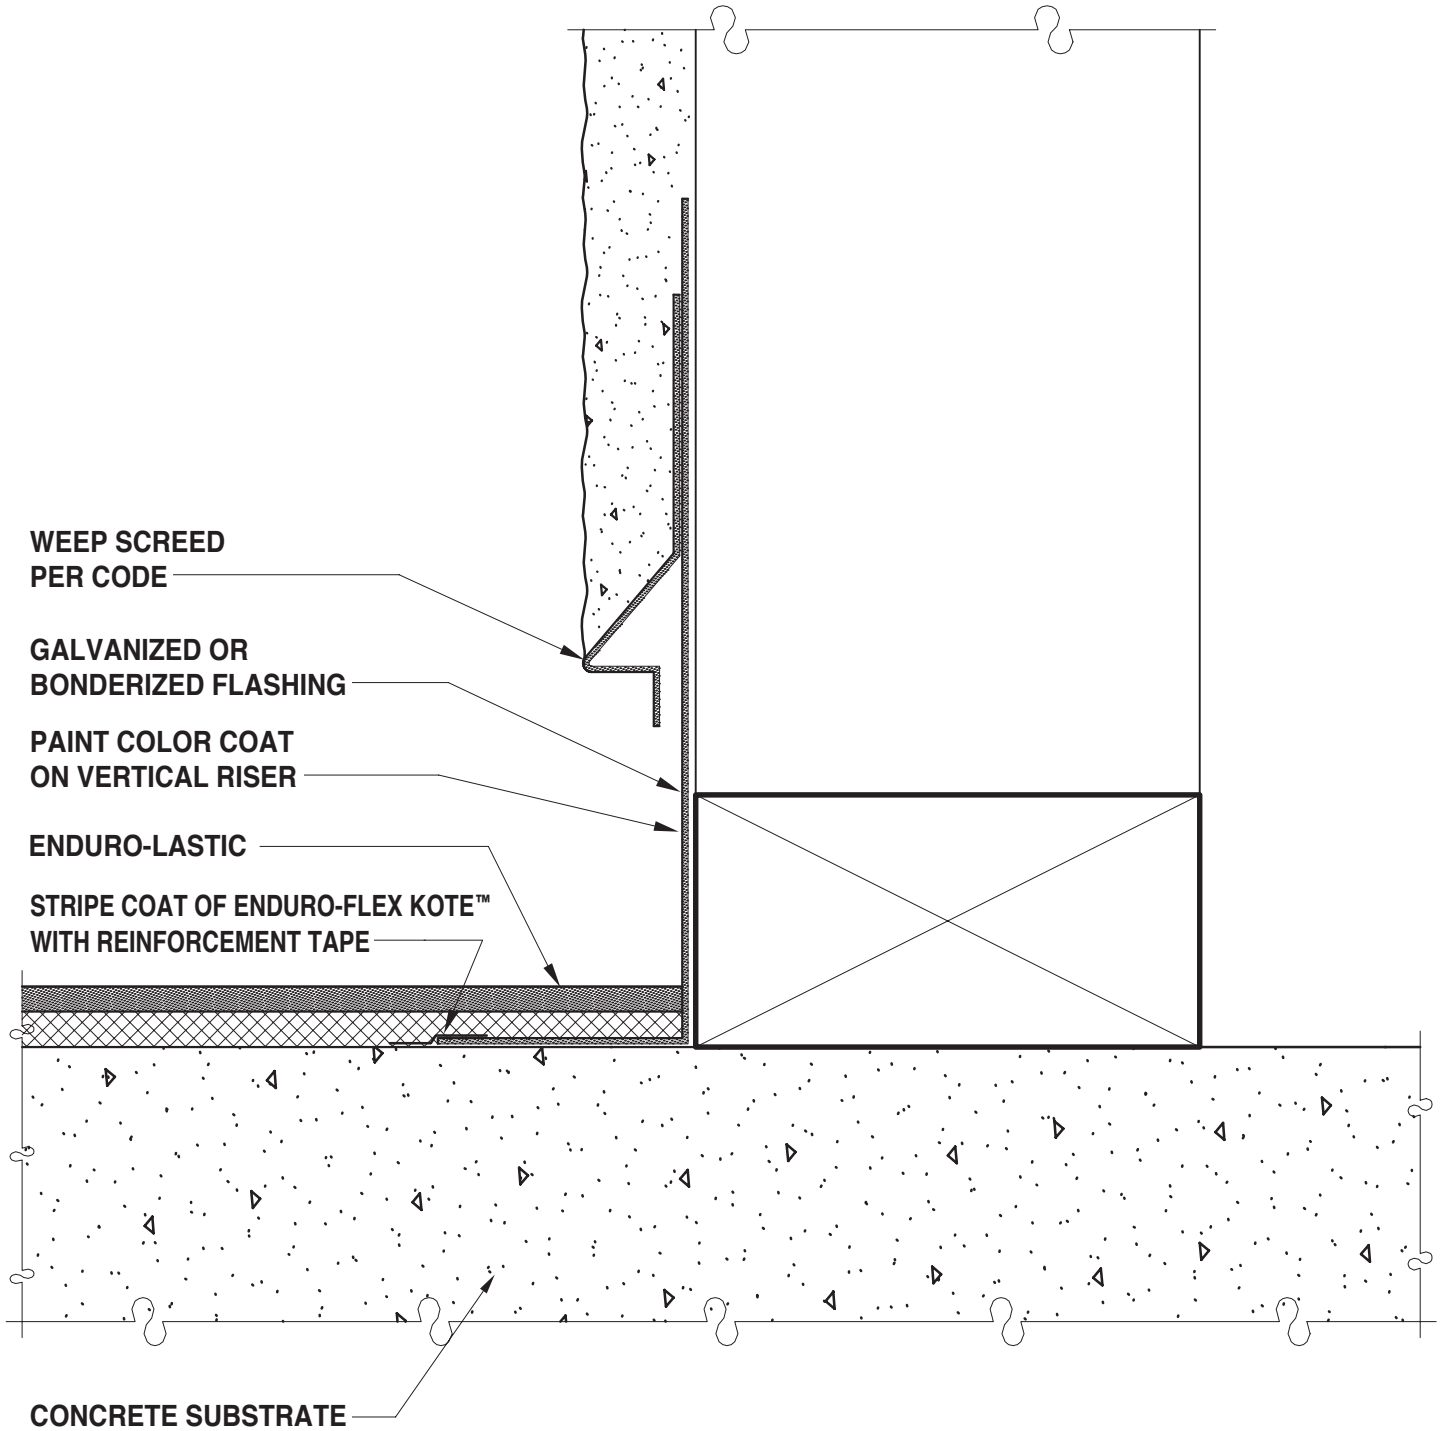 WEEP SCREED
PER CODE
GALVANIZED OR
BONDERIZED FLASHING
PAINT COLOR COAT
ON VERTICAL RISER
ENDURO-LASTIC
STRIPE COAT OF ENDURO-FLEX KOTE™
WITH REINFORCEMENT TAPE
CONCRETE SUBSTRATE